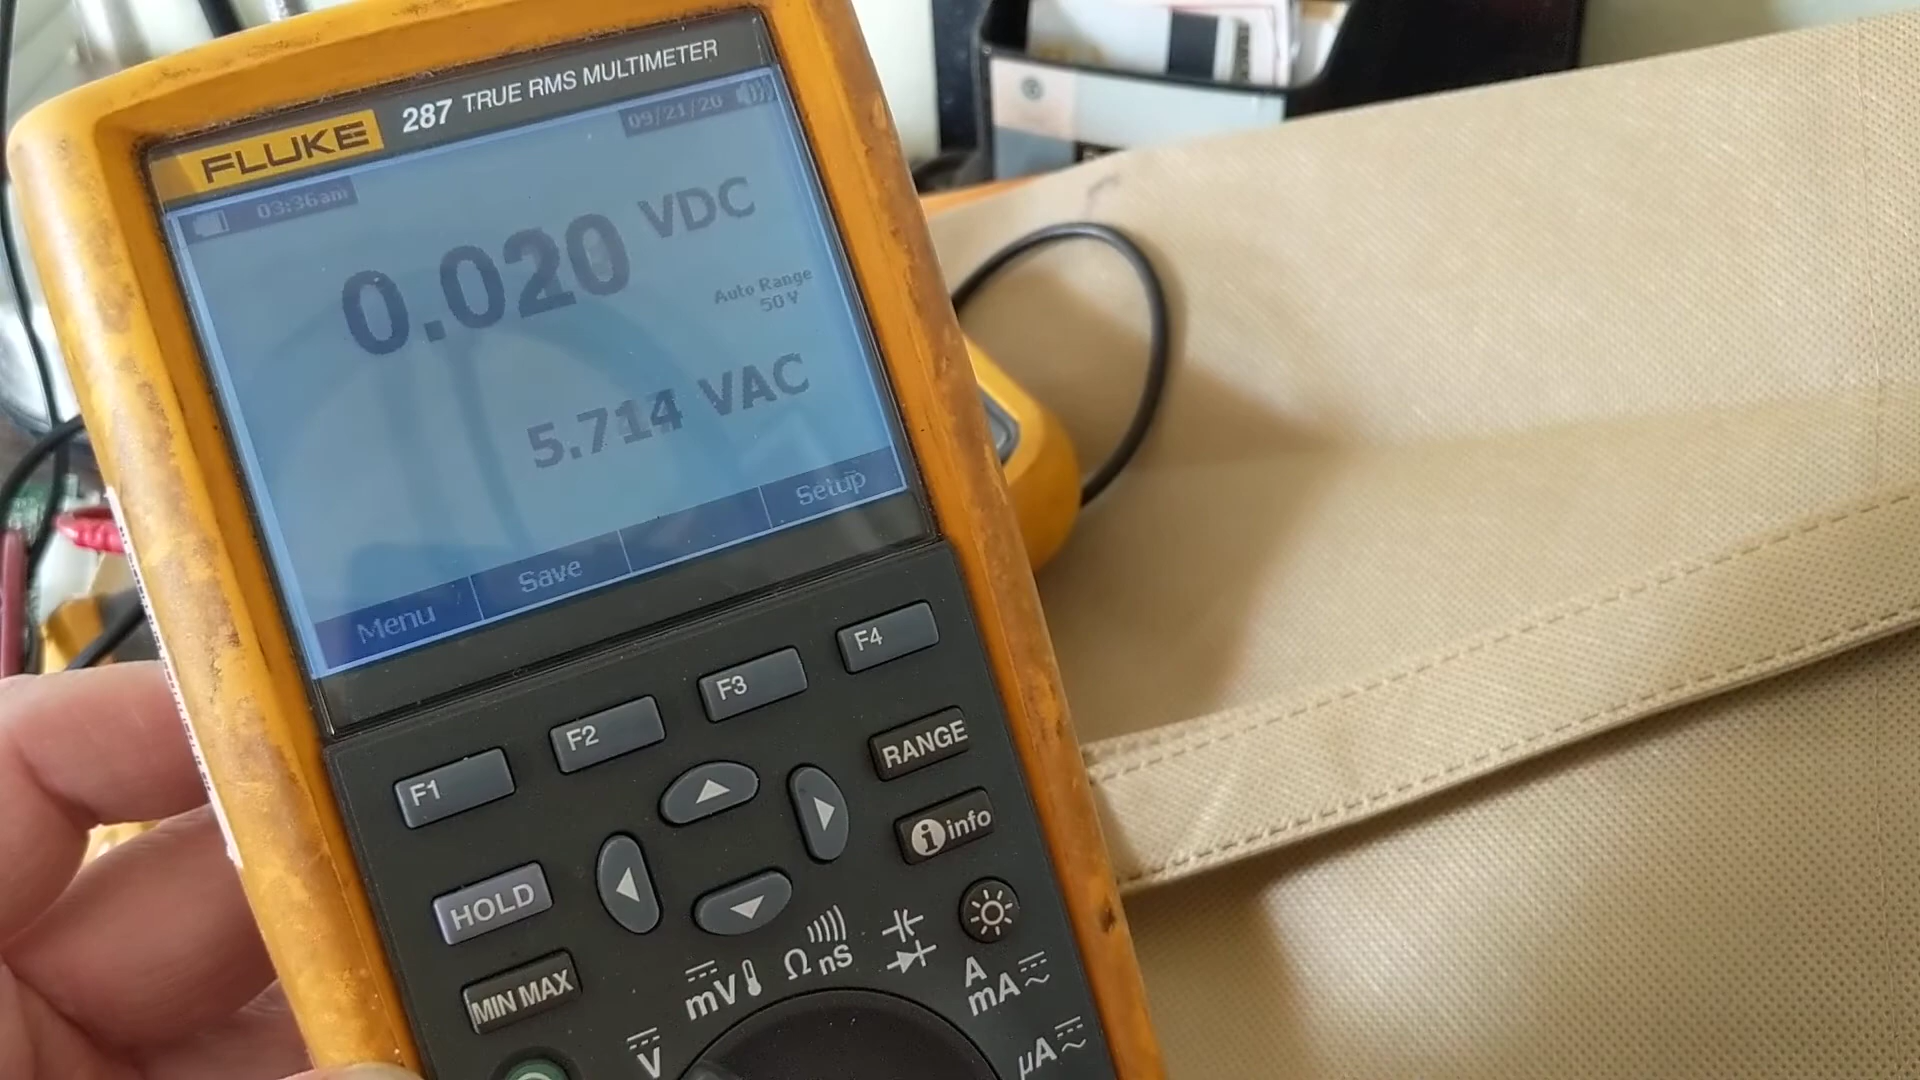 287 TRUE RMS MULTIMETER
FLUKE
09/21/20
03:36am
0.020 VDC
Auto Range
50 V
5.714 VAC
Menu Save Setup
F1 F2 F3 F4
RANGE
info
HOLD
MIN MAX
mV
Ω nS
A
mA
V
µA